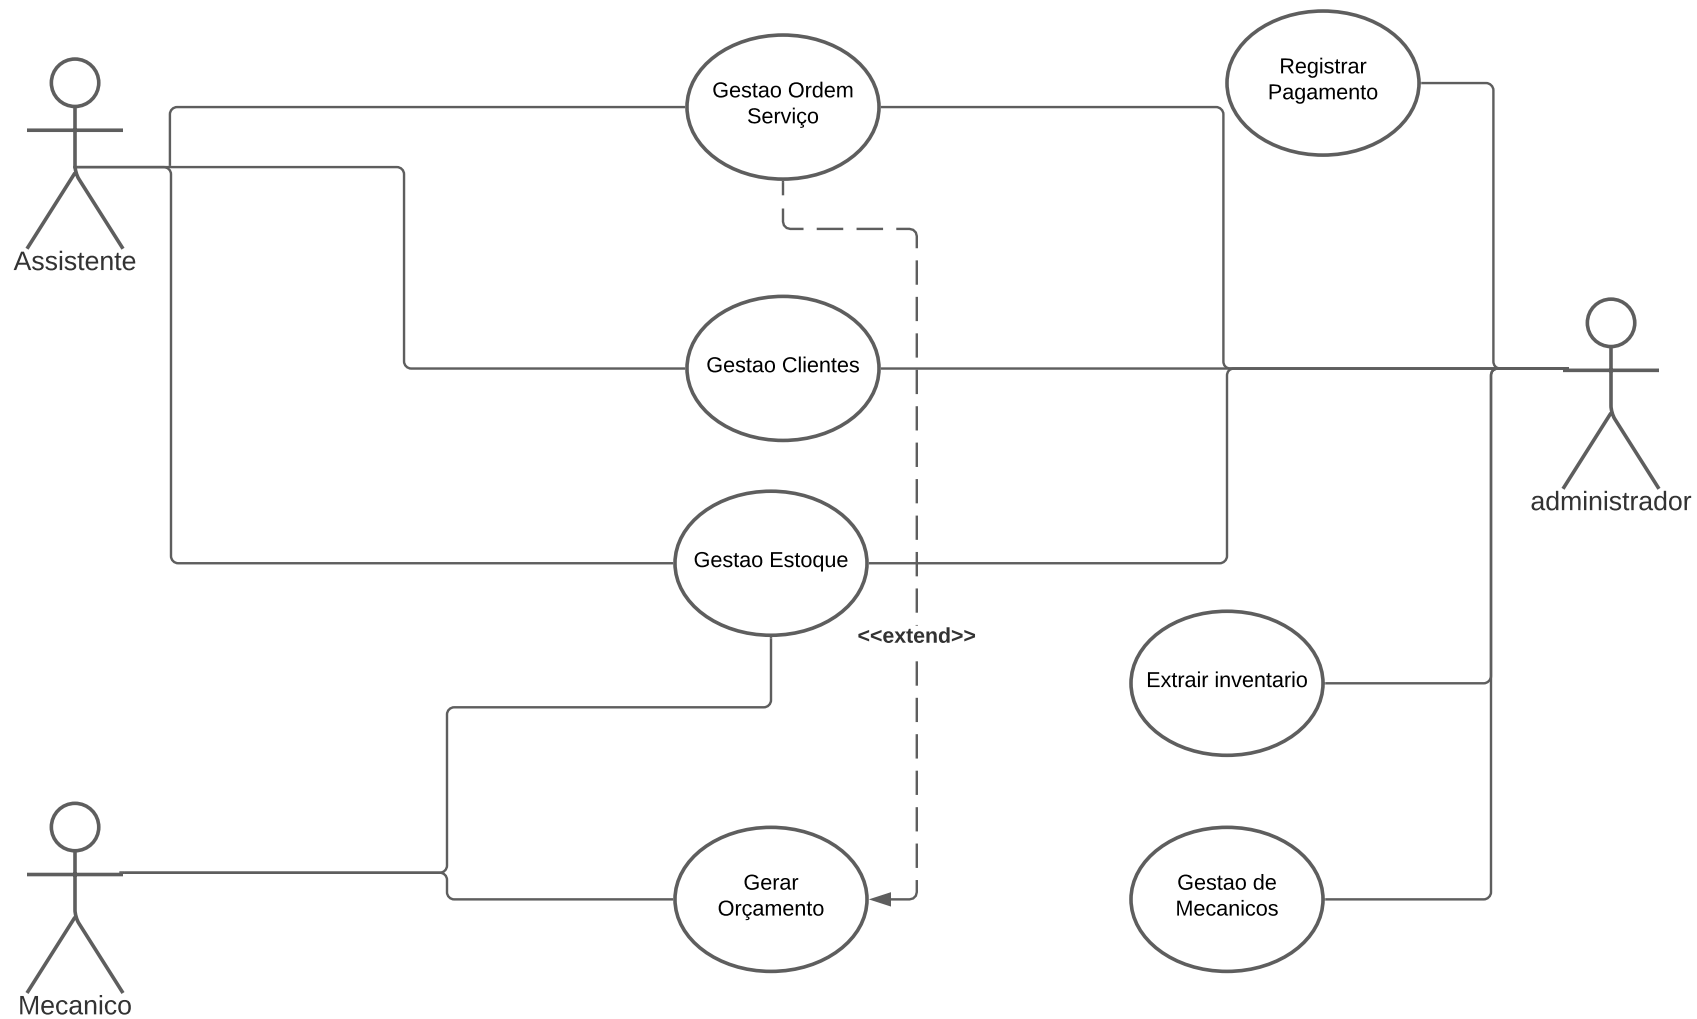 Registrar
Pagamento
Gestao Ordem
Serviço
Assistente
Gestao Clientes
administrador
Gestao Estoque
<<extend>>
Extrair inventario
Gerar
Orçamento
Gestao de
Mecanicos
Mecanico